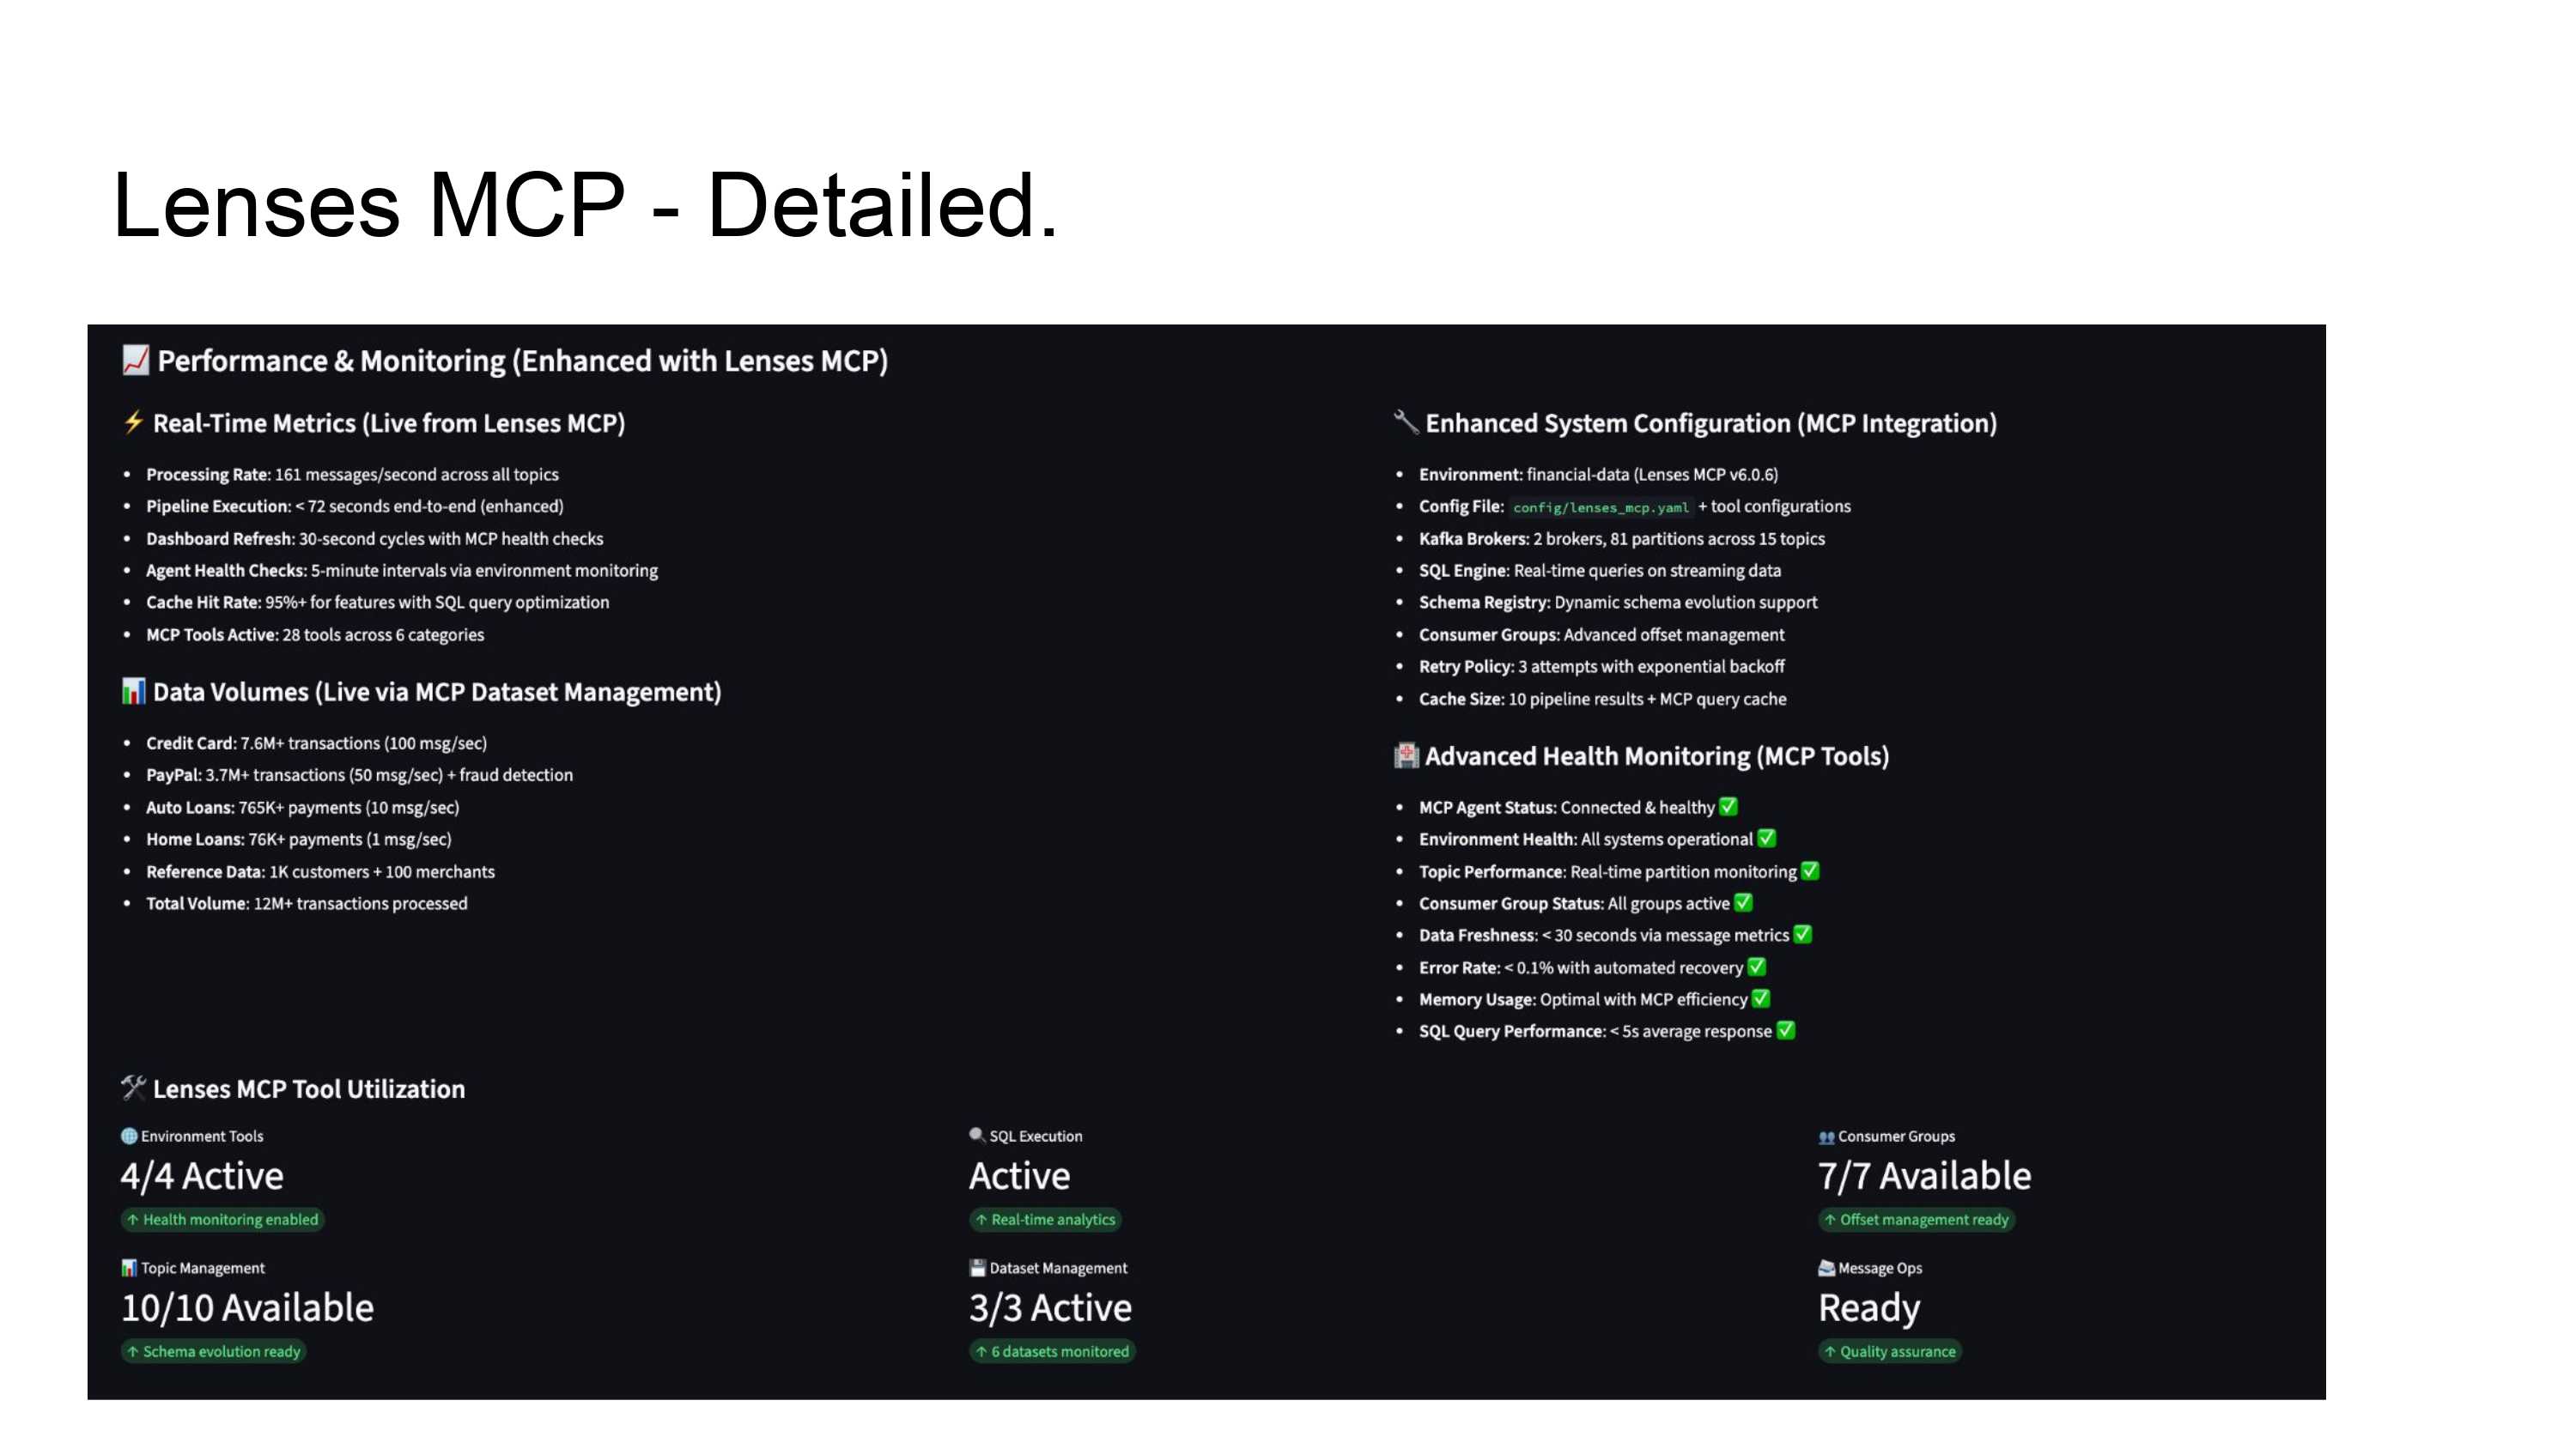 Lenses MCP - Detailed.
Performance & Monitoring (Enhanced with Lenses MCP)
Real-Time Metrics (Live from Lenses MCP)
• Processing Rate: 161 messages/second across all topics
• Pipeline Execution: < 72 seconds end-to-end (enhanced)
• Dashboard Refresh: 30-second cycles with MCP health checks
• Agent Health Checks: 5-minute intervals via environment monitoring
• Cache Hit Rate: 95%+ for features with SQL query optimization
• MCP Tools Active: 28 tools across 6 categories
Data Volumes (Live via MCP Dataset Management)
• Credit Card: 7.6M+ transactions (100 msg/sec)
• PayPal: 3.7M+ transactions (50 msg/sec) + fraud detection
• Auto Loans: 765K+ payments (10 msg/sec)
• Home Loans: 76K+ payments (1 msg/sec)
• Reference Data: 1K customers + 100 merchants
• Total Volume: 12M+ transactions processed
Enhanced System Configuration (MCP Integration)
• Environment: financial-data (Lenses MCP v6.0.6)
• Config File: config/lenses_mcp.yaml + tool configurations
• Kafka Brokers: 2 brokers, 81 partitions across 15 topics
• SQL Engine: Real-time queries on streaming data
• Schema Registry: Dynamic schema evolution support
• Consumer Groups: Advanced offset management
• Retry Policy: 3 attempts with exponential backoff
• Cache Size: 10 pipeline results + MCP query cache
Advanced Health Monitoring (MCP Tools)
• MCP Agent Status: Connected & healthy ✅
• Environment Health: All systems operational ✅
• Topic Performance: Real-time partition monitoring ✅
• Consumer Group Status: All groups active ✅
• Data Freshness: < 30 seconds via message metrics ✅
• Error Rate: < 0.1% with automated recovery ✅
• Memory Usage: Optimal with MCP efficiency ✅
• SQL Query Performance: < 5s average response ✅
Lenses MCP Tool Utilization
Environment Tools
4/4 Active
↑ Health monitoring enabled
SQL Execution
Active
↑ Real-time analytics
Consumer Groups
7/7 Available
↑ Offset management ready
Topic Management
10/10 Available
↑ Schema evolution ready
Dataset Management
3/3 Active
↑ 6 datasets monitored
Message Ops
Ready
↑ Quality assurance